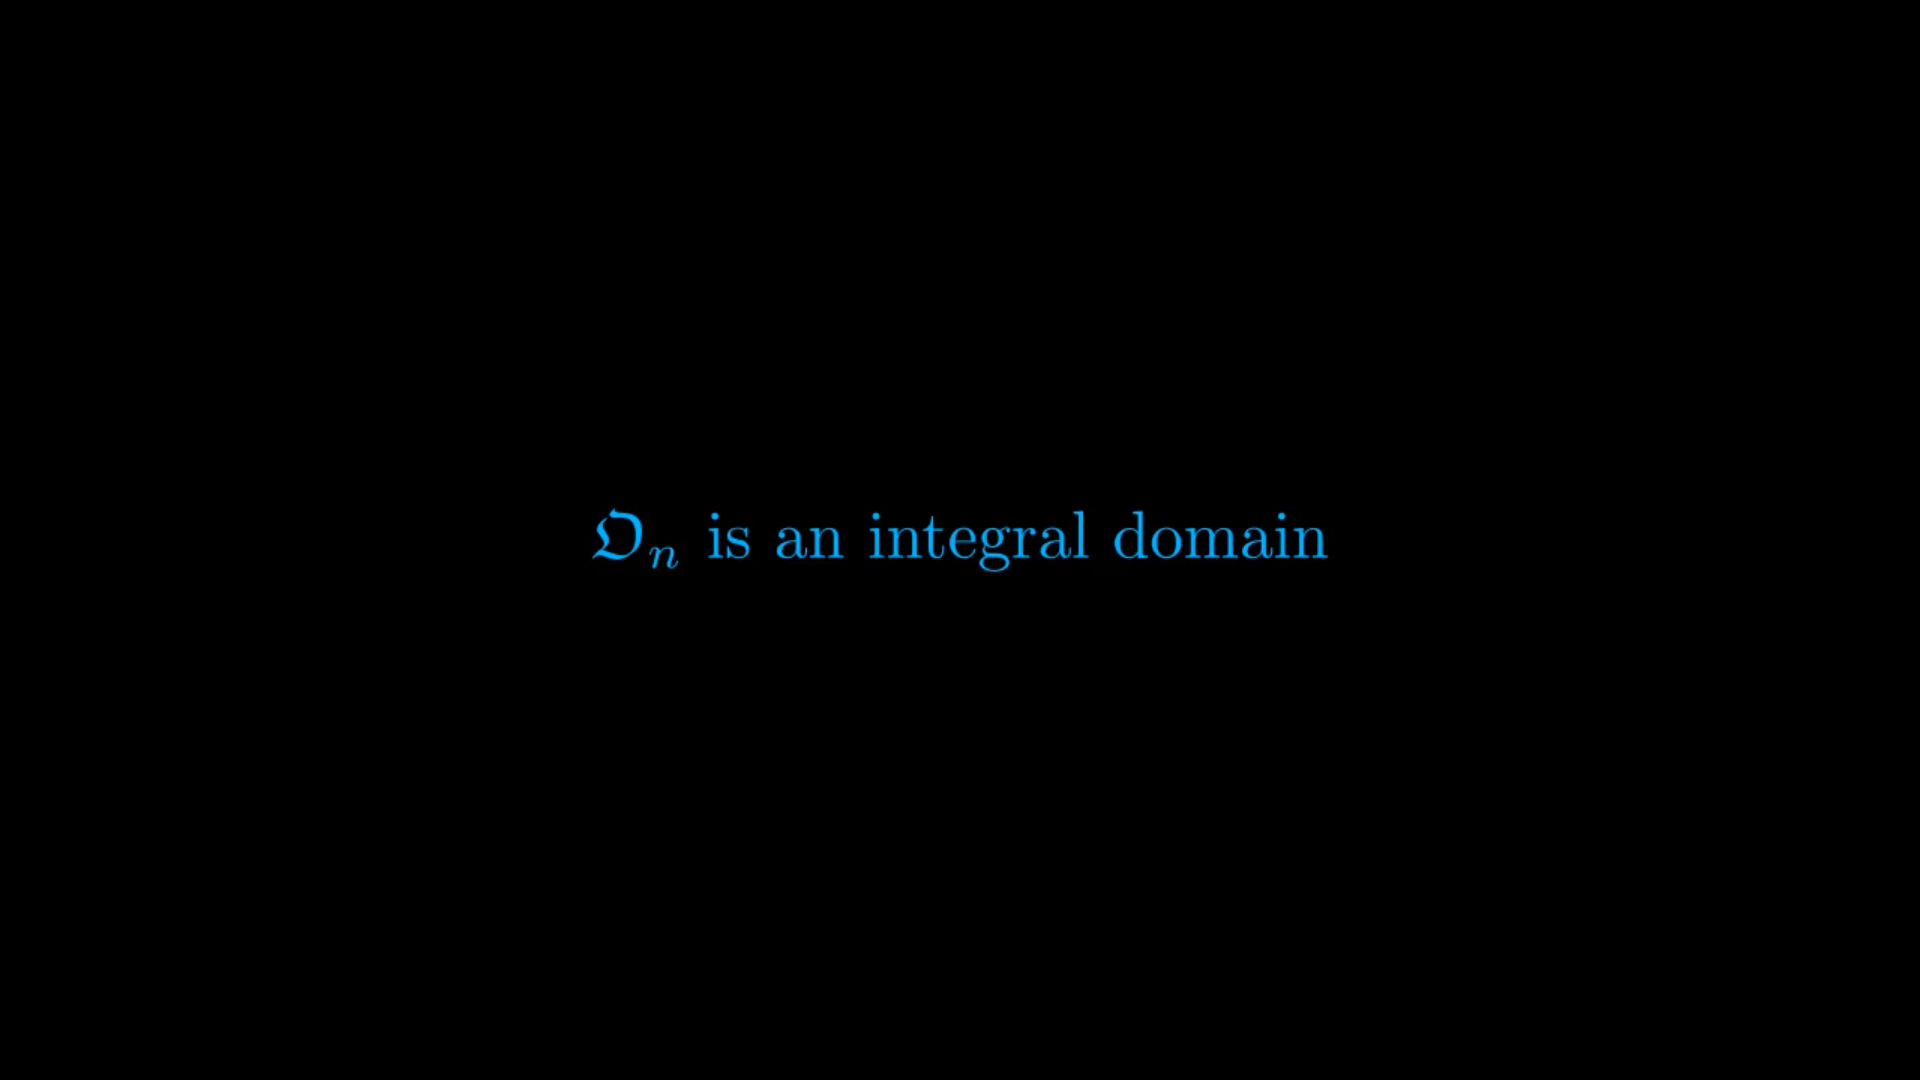 𝔒ₙ is an integral domain